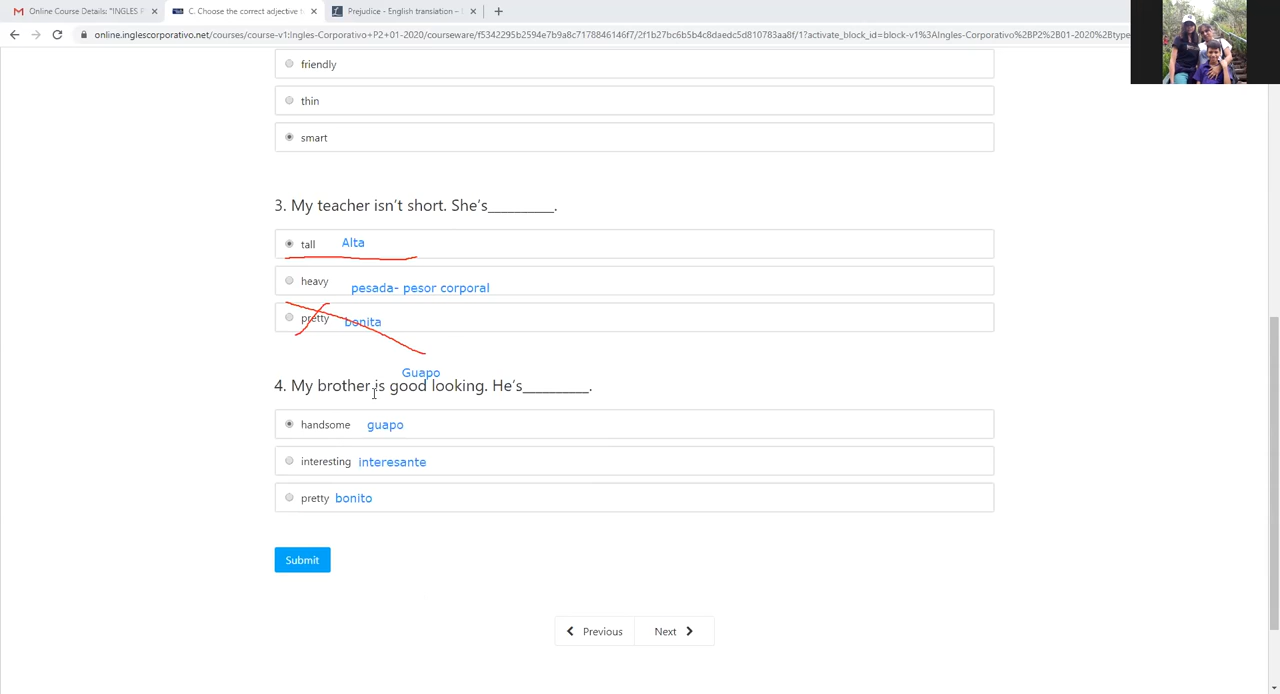 Online Course Details: "INGLES P
C. Choose the correct adjective f
Prejudice - English translation –
online.inglescorporativo.net/courses/course-v1:Ingles-Corporativo+P2+01-2020/courseware/f5342295b2594e7b9a8c7178846146f7/2f1b27bc6b5b4c8daedc5d810783aa8f/1?activate_block_id=block-v1%3AIngles-Corporativo%2BP2%2B01-2020%2Btype
friendly
thin
smart
3. My teacher isn't short. She's_________.
tall Alta
heavy pesada- pesor corporal
pretty bonita
Guapo
4. My brother is good looking. He's_________.
handsome guapo
interesting interesante
pretty bonito
Submit
Previous Next